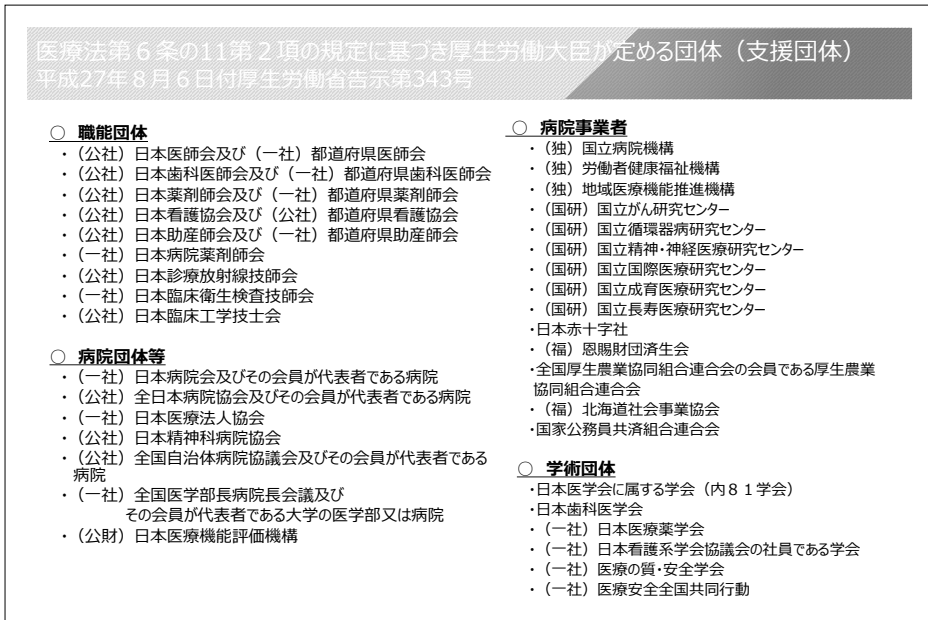 医療法第６条の11第２項の規定に基づき厚生労働大臣が定める団体（支援団体）
平成27年８月６日付厚生労働省告示第343号
○ 職能団体
・（公社）日本医師会及び（一社）都道府県医師会
・（公社）日本歯科医師会及び（一社）都道府県歯科医師会
・（公社）日本薬剤師会及び（一社）都道府県薬剤師会
・（公社）日本看護協会及び（公社）都道府県看護協会
・（公社）日本助産師会及び（一社）都道府県助産師会
・（一社）日本病院薬剤師会
・（公社）日本診療放射線技師会
・（一社）日本臨床衛生検査技師会
・（公社）日本臨床工学技士会
○ 病院団体等
・（一社）日本病院会及びその会員が代表者である病院
・（公社）全日本病院協会及びその会員が代表者である病院
・（一社）日本医療法人協会
・（公社）日本精神科病院協会
・（公社）全国自治体病院協議会及びその会員が代表者である
病院
・（一社）全国医学部長病院長会議及び
その会員が代表者である大学の医学部又は病院
・（公財）日本医療機能評価機構
○ 病院事業者
・（独）国立病院機構
・（独）労働者健康福祉機構
・（独）地域医療機能推進機構
・（国研）国立がん研究センター
・（国研）国立循環器病研究センター
・（国研）国立精神・神経医療研究センター
・（国研）国立国際医療研究センター
・（国研）国立成育医療研究センター
・（国研）国立長寿医療研究センター
・日本赤十字社
・（福）恩賜財団済生会
・全国厚生農業協同組合連合会の会員である厚生農業
協同組合連合会
・（福）北海道社会事業協会
・国家公務員共済組合連合会
○ 学術団体
・日本医学会に属する学会（内８１学会）
・日本歯科医学会
・（一社）日本医療薬学会
・（一社）日本看護系学会協議会の社員である学会
・（一社）医療の質・安全学会
・（一社）医療安全全国共同行動